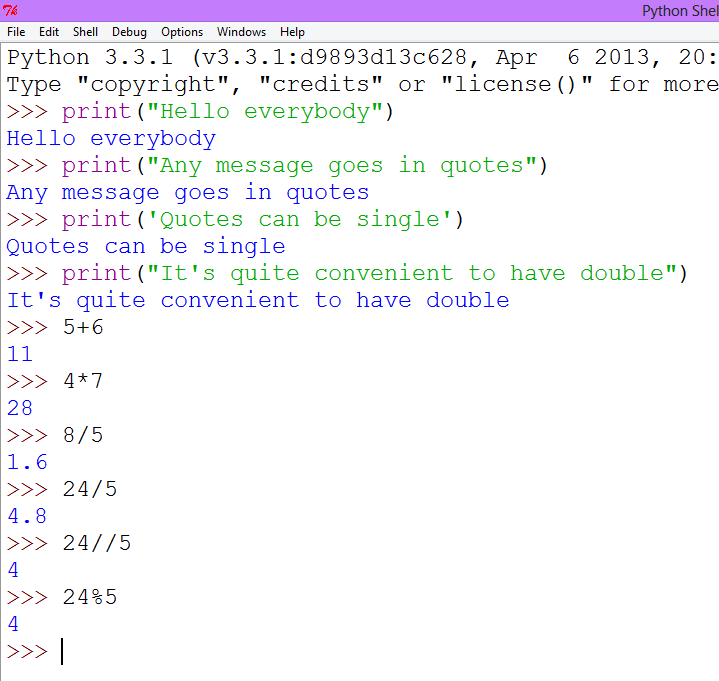 Python Shel
File Edit Shell Debug Options Windows Help
Python 3.3.1 (v3.3.1:d9893d13c628, Apr  6 2013, 20:
Type "copyright", "credits" or "license()" for more
>>> print("Hello everybody")
Hello everybody
>>> print("Any message goes in quotes")
Any message goes in quotes
>>> print('Quotes can be single')
Quotes can be single
>>> print("It's quite convenient to have double")
It's quite convenient to have double
>>> 5+6
11
>>> 4*7
28
>>> 8/5
1.6
>>> 24/5
4.8
>>> 24//5
4
>>> 24%5
4
>>>